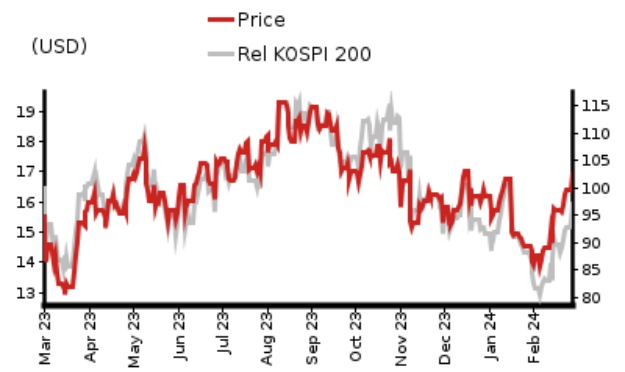 Price
(USD)
Rel KOSPI 200
19
18
17
16
15
14
13
115
110
105
100
95
90
85
80
Mar 23
Apr 23
May 23
Jun 23
Jul 23
Aug 23
Sep 23
Oct 23
Nov 23
Dec 23
Jan 24
Feb 24